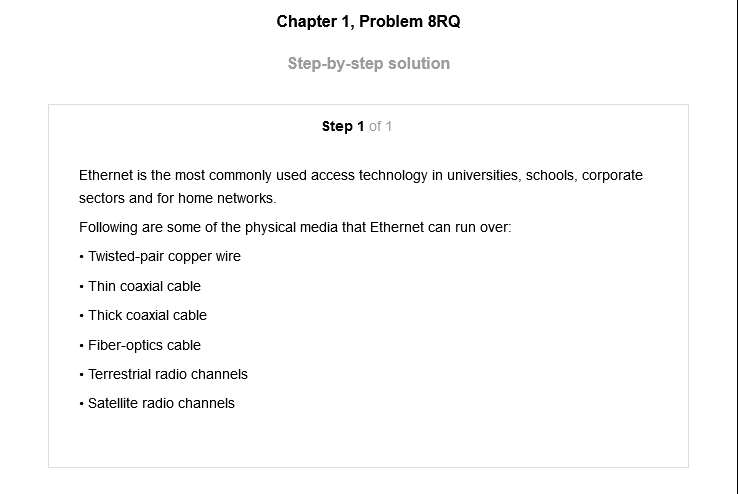 Chapter 1, Problem 8RQ
Step-by-step solution
Step 1 of 1
Ethernet is the most commonly used access technology in universities, schools, corporate
sectors and for home networks.
Following are some of the physical media that Ethernet can run over:
• Twisted-pair copper wire
• Thin coaxial cable
• Thick coaxial cable
• Fiber-optics cable
• Terrestrial radio channels
• Satellite radio channels